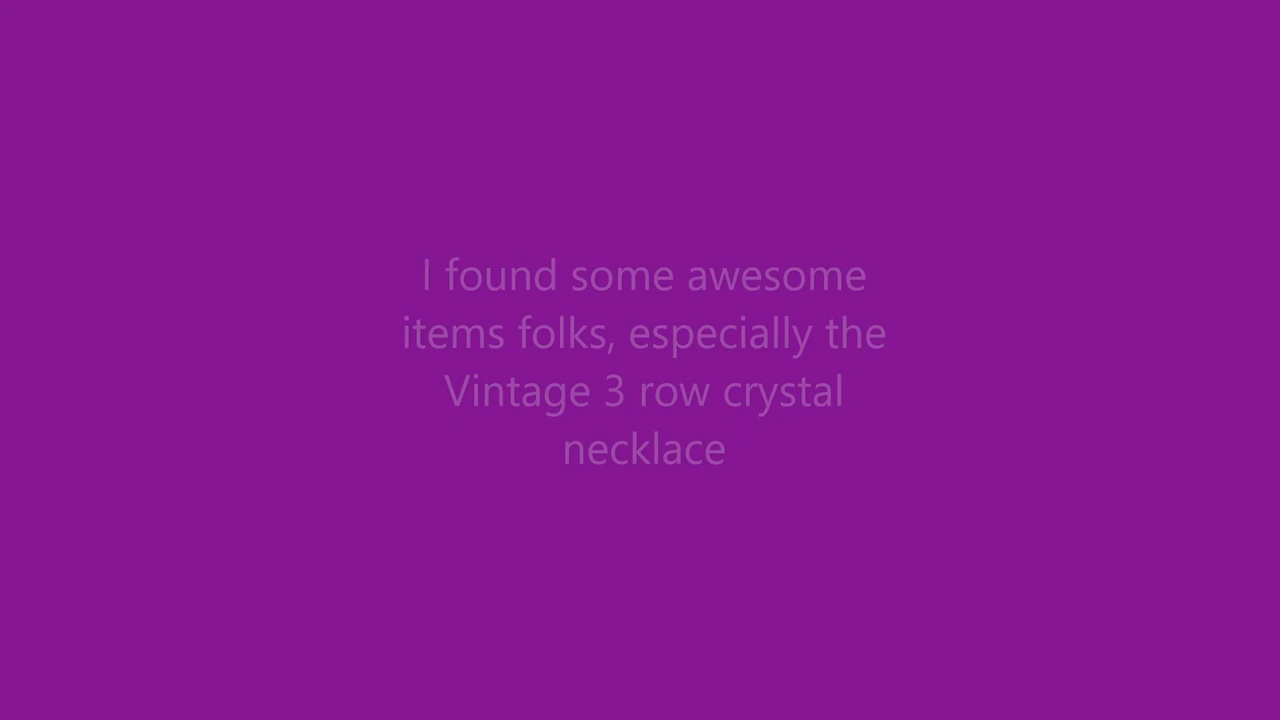 I found some awesome
items folks, especially the
Vintage 3 row crystal
necklace